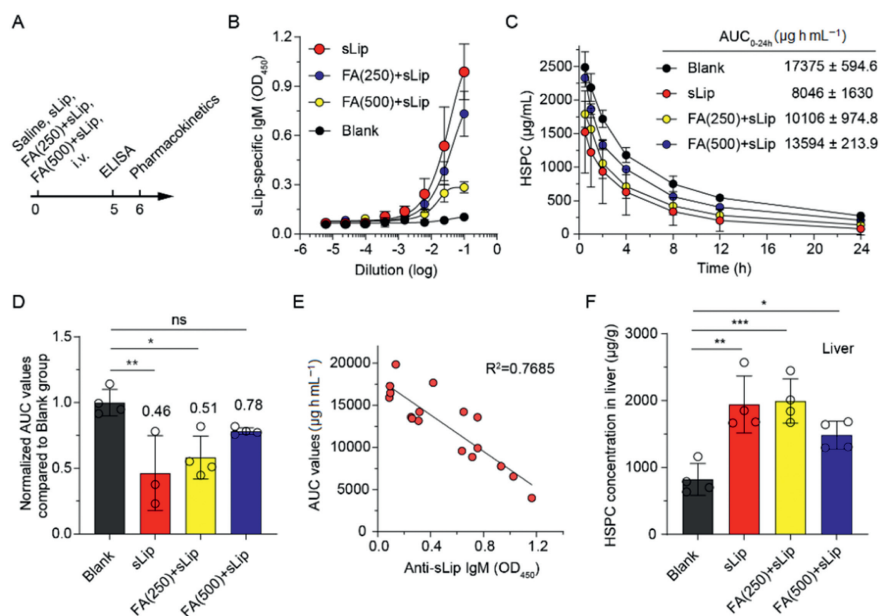 A
Saline, sLip,
FA(250)+sLip,
FA(500)+sLip,
i.v.
ELISA
Pharmacokinetics
0
5
6
B
sLip-specific IgM (OD450)
1.2
0.9
0.6
0.3
0.0
sLip
FA(250)+sLip
FA(500)+sLip
Blank
-6 -5 -4 -3 -2 -1 0
Dilution (log)
C
HSPC (µg/mL)
2500
2000
1500
1000
500
0
AUC0-24h (µg h mL−1)
Blank 17375 ± 594.6
sLip 8046 ± 1630
FA(250)+sLip 10106 ± 974.8
FA(500)+sLip 13594 ± 213.9
0 4 8 12 16 20 24
Time (h)
D
Normalized AUC values
compared to Blank group
1.5
1.0
0.5
0.0
ns
*
**
0.46
0.51
0.78
Blank
sLip
FA(250)+sLip
FA(500)+sLip
E
AUC values (µg h mL−1)
20000
15000
10000
5000
0
R2=0.7685
0.0 0.4 0.8 1.2
Anti-sLip IgM (OD450)
F
HSPC concentration in liver (µg/g)
3000
2000
1000
0
*
***
**
Liver
Blank
sLip
FA(250)+sLip
FA(500)+sLip